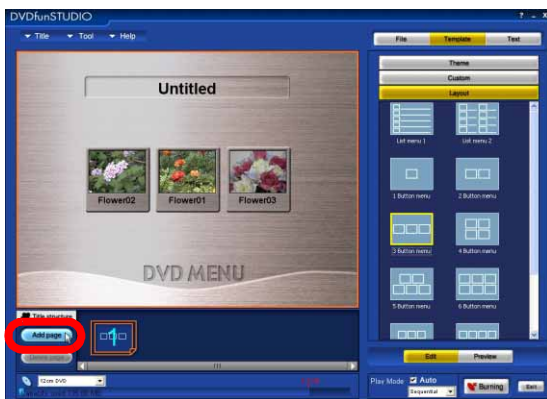 DVDfunSTUDIO
? - X
Title Tool Help
File Template Text
Theme
Custom
Layout
Untitled
List menu 1 List menu 2
1 Button menu 2 Button menu
Flower02 Flower01 Flower03
3 Button menu 4 Button menu
DVD MENU
5 Button menu 6 Button menu
Title structure
Add page
1
Delete page
Edit Preview
12cm DVD
Play Mode Auto
Sequential
Burning
Exit